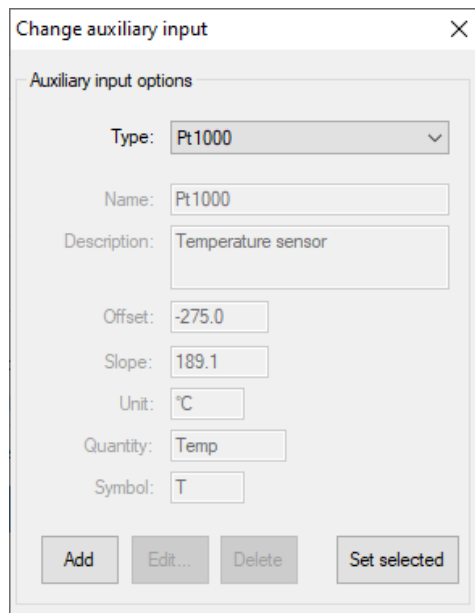 Change auxiliary input
Auxiliary input options
Type: Pt1000
Name: Pt1000
Description: Temperature sensor
Offset: -275.0
Slope: 189.1
Unit: °C
Quantity: Temp
Symbol: T
Add Edit... Delete Set selected